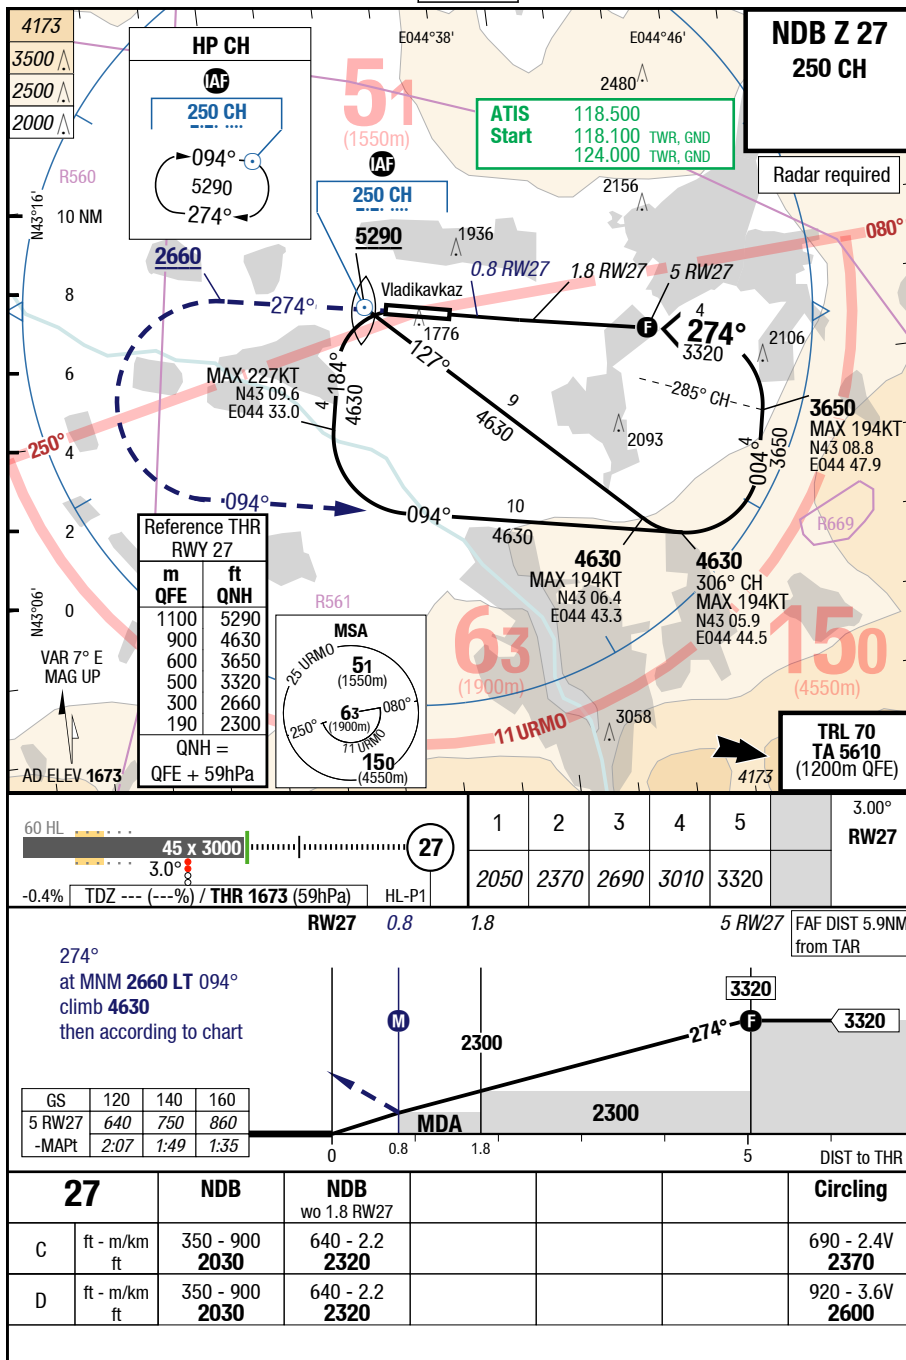 4173
3500
2500
2000
HP CH
IAF
250 CH
094°
5290
274°
E044°38'
E044°46'
NDB Z 27
250 CH
Radar required
ATIS 118.500
Start 118.100 TWR, GND
124.000 TWR, GND
51
(1550m)
2480
2156
R560
N43°16'
10 NM
8
6
4
2
0
N43°06'
IAF
250 CH
5290
1936
0.8 RW27
1.8 RW27
5 RW27
080°
2660
274°
Vladikavkaz
1776
F
4
274°
3320
2106
127°
184°
4
4630
MAX 227KT
N43 09.6
E044 33.0
9
4630
285° CH
3650
MAX 194KT
N43 08.8
E044 47.9
2093
4
004°
3650
250°
094°
094°
10
4630
R669
4630
MAX 194KT
N43 06.4
E044 43.3
4630
306° CH
MAX 194KT
N43 05.9
E044 44.5
Reference THR
RWY 27
m ft
QFE QNH
1100 5290
900 4630
600 3650
500 3320
300 2660
190 2300
QNH =
QFE + 59hPa
R561
MSA
25 URMO
51
(1550m)
63
(1900m)
080°
250°
11 URMO
150
(4550m)
63
(1900m)
150
(4550m)
11 URMO
3058
VAR 7° E
MAG UP
AD ELEV 1673
4173
TRL 70
TA 5610
(1200m QFE)
60 HL
45 x 3000
27
3.0°
-0.4%
TDZ --- (---%) / THR 1673 (59hPa)
HL-P1
1 2 3 4 5
2050 2370 2690 3010 3320
3.00°
RW27
RW27 0.8 1.8 5 RW27
FAF DIST 5.9NM
from TAR
274°
at MNM 2660 LT 094°
climb 4630
then according to chart
M
2300
274°
3320
F
3320
MDA
2300
0 0.8 1.8 5 DIST to THR
GS 120 140 160
5 RW27 640 750 860
-MAPt 2:07 1:49 1:35
27 NDB NDB Circling
wo 1.8 RW27
C ft - m/km 350 - 900 640 - 2.2 690 - 2.4V
ft 2030 2320 2370
D ft - m/km 350 - 900 640 - 2.2 920 - 3.6V
ft 2030 2320 2600